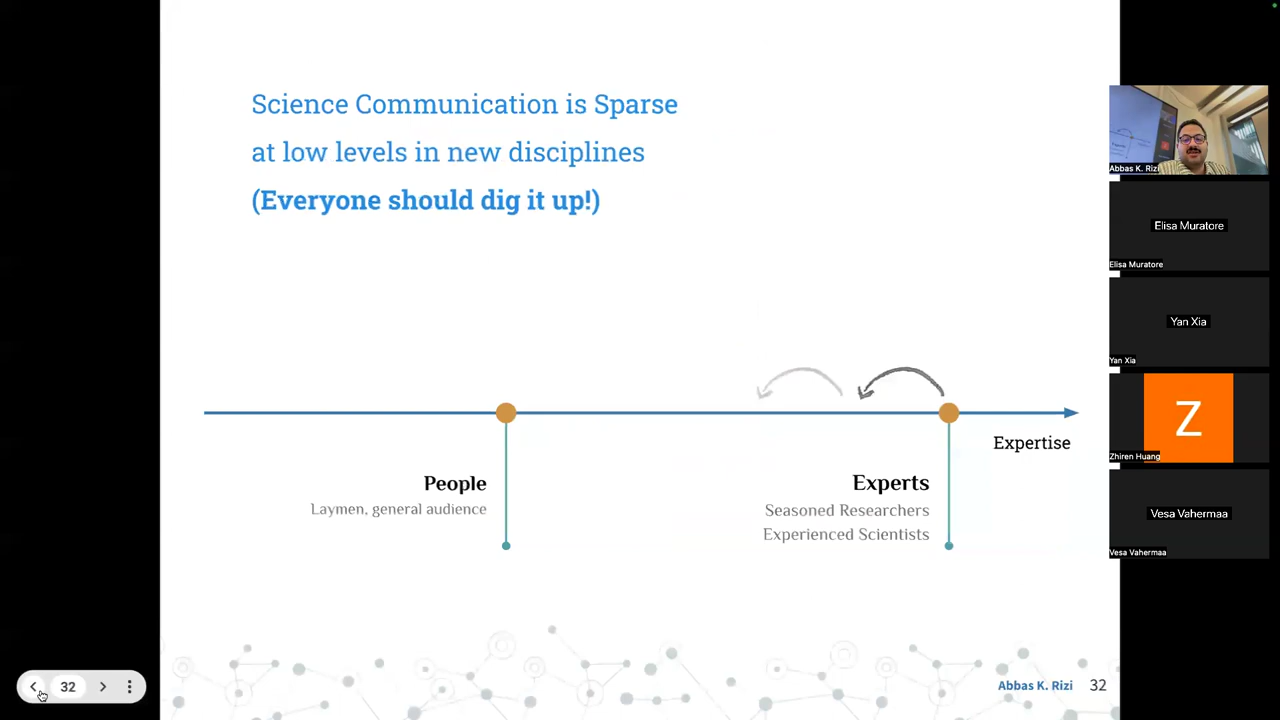 Science Communication is Sparse
at low levels in new disciplines
(Everyone should dig it up!)
Expertise
People
Laymen, general audience
Experts
Seasoned Researchers
Experienced Scientists
Abbas K. Rizi 32
32
Abbas K. Rizi
Elisa Muratore
Elisa Muratore
Yan Xia
Yan Xia
Z
Zhiren Huang
Vesa Vahermaa
Vesa Vahermaa